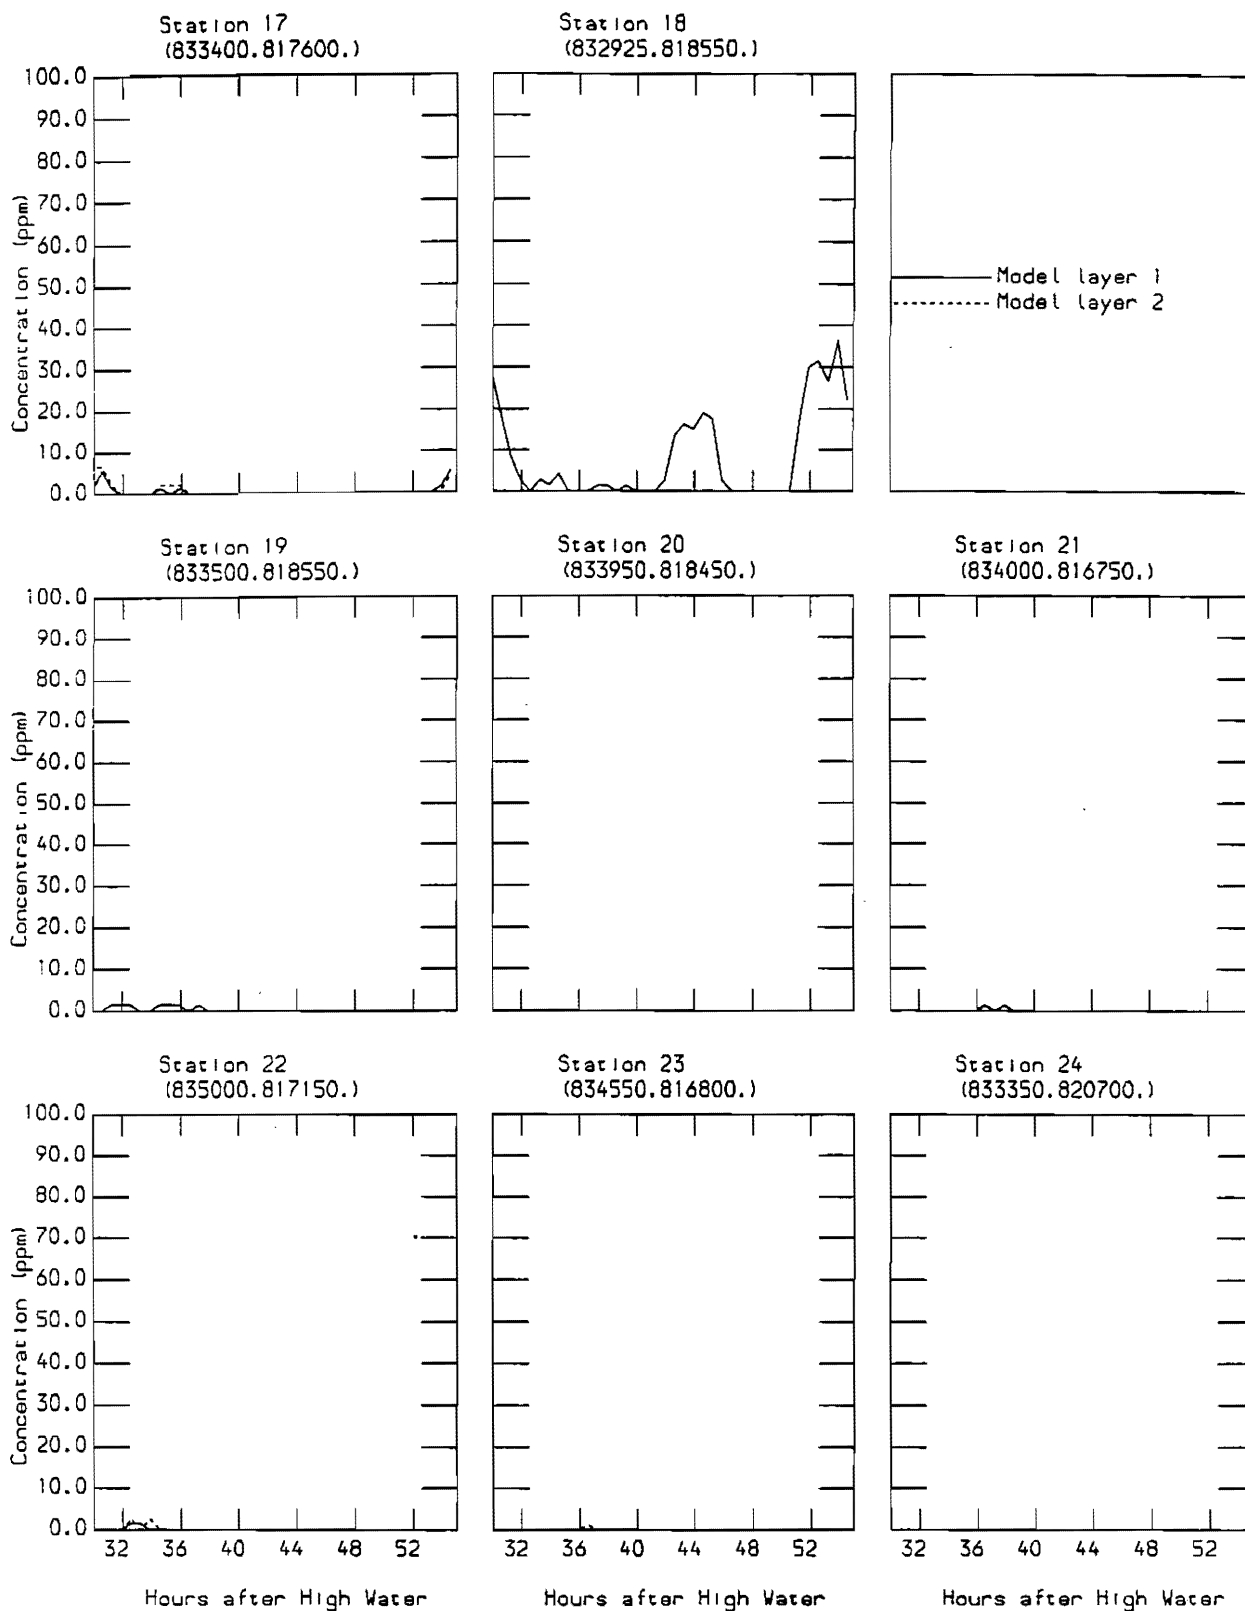 Station 17
(833400.817600.)
Station 18
(832925.818550.)
100.0
90.0
80.0
70.0
60.0
50.0
40.0
30.0
20.0
10.0
0.0
Concentration (ppm)
Model layer 1
Model layer 2
Station 19
(833500.818550.)
Station 20
(833950.818450.)
Station 21
(834000.816750.)
100.0
90.0
80.0
70.0
60.0
50.0
40.0
30.0
20.0
10.0
0.0
Concentration (ppm)
Station 22
(835000.817150.)
Station 23
(834550.816800.)
Station 24
(833350.820700.)
100.0
90.0
80.0
70.0
60.0
50.0
40.0
30.0
20.0
10.0
0.0
Concentration (ppm)
32 36 40 44 48 52
32 36 40 44 48 52
32 36 40 44 48 52
Hours after High Water
Hours after High Water
Hours after High Water